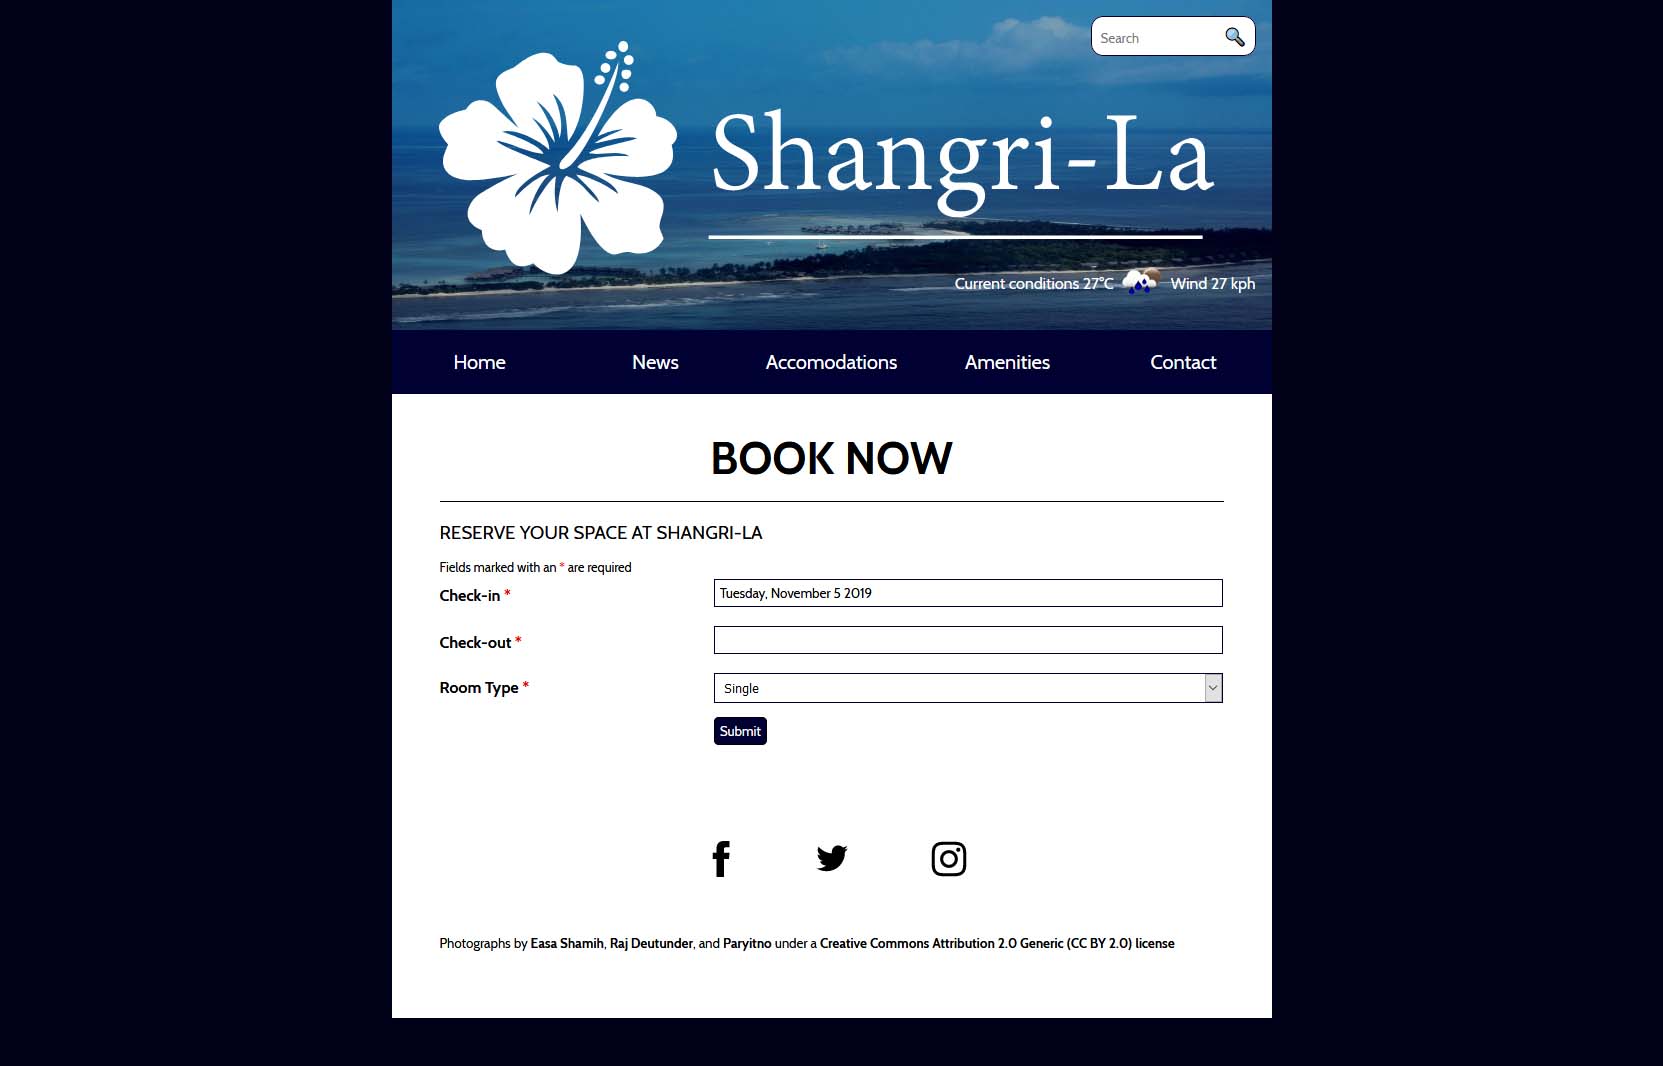 Search
Shangri-La
Current conditions 27°C Wind 27 kph
Home News Accomodations Amenities Contact
BOOK NOW
RESERVE YOUR SPACE AT SHANGRI-LA
Fields marked with an * are required
Check-in * Tuesday, November 5 2019
Check-out *
Room Type * Single
Submit
Photographs by Easa Shamih, Raj Deutunder, and Paryitno under a Creative Commons Attribution 2.0 Generic (CC BY 2.0) license